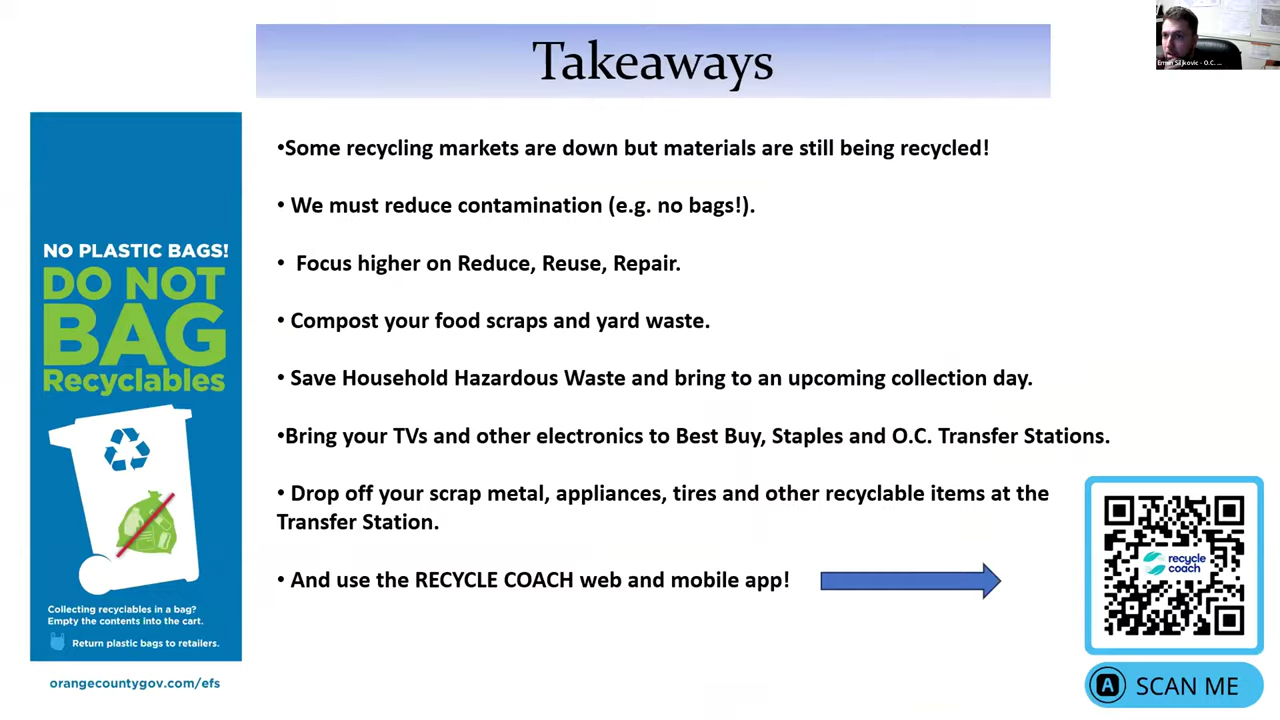 Takeaways
Ermin Siljkovic - O.C. ...
•Some recycling markets are down but materials are still being recycled!
• We must reduce contamination (e.g. no bags!).
• Focus higher on Reduce, Reuse, Repair.
• Compost your food scraps and yard waste.
• Save Household Hazardous Waste and bring to an upcoming collection day.
•Bring your TVs and other electronics to Best Buy, Staples and O.C. Transfer Stations.
• Drop off your scrap metal, appliances, tires and other recyclable items at the
Transfer Station.
• And use the RECYCLE COACH web and mobile app!
NO PLASTIC BAGS!
DO NOT
BAG
Recyclables
Collecting recyclables in a bag?
Empty the contents into the cart.
Return plastic bags to retailers.
orangecountygov.com/efs
recycle
coach
A SCAN ME